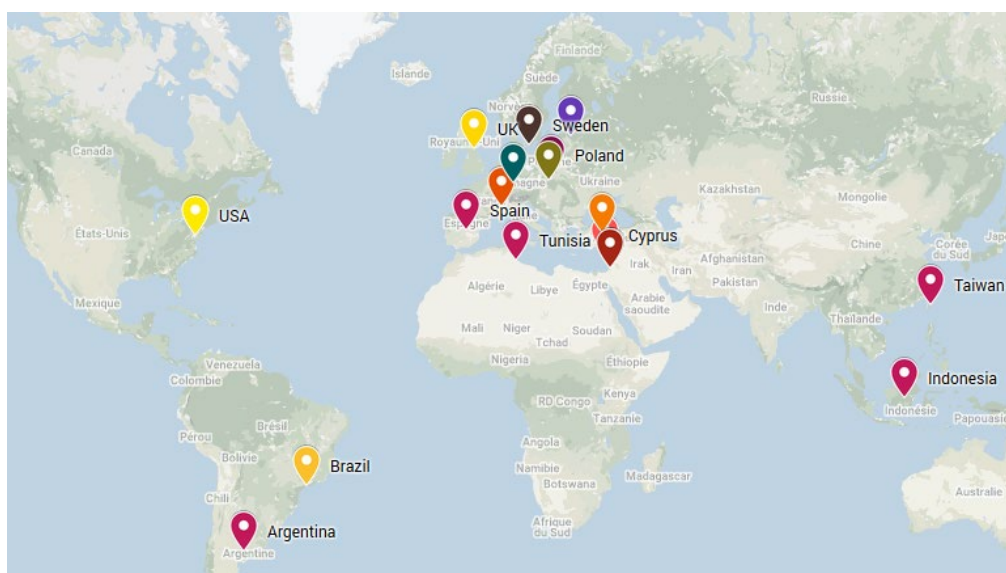 Islande
Finlande
Suède
Norvè
Russie
UK
Sweden
Canada
Poland
Ukraine
Kazakhstan
Mongolie
USA
Spain
Espagne
États-Unis
Tunisia
Cyprus
Chine
Corée
du Sud
Afghanistan
Irak
Iran
Pakistan
Algérie
Libye
Égypte
Taiwan
Arabie
saoudite
Mexique
Inde
Mali
Niger
Soudan
Thaïlande
Tchad
Nigeria
Éthiopie
Venezuela
Colombie
Indonesia
Kenya
RD Congo
Indonésie
Papouasie
Tanzanie
Brésil
Pérou
Angola
Bolivie
Brazil
Namibie
Botswana
Madagascar
Australie
Chili
Afrique
du Sud
Argentina
Argentine